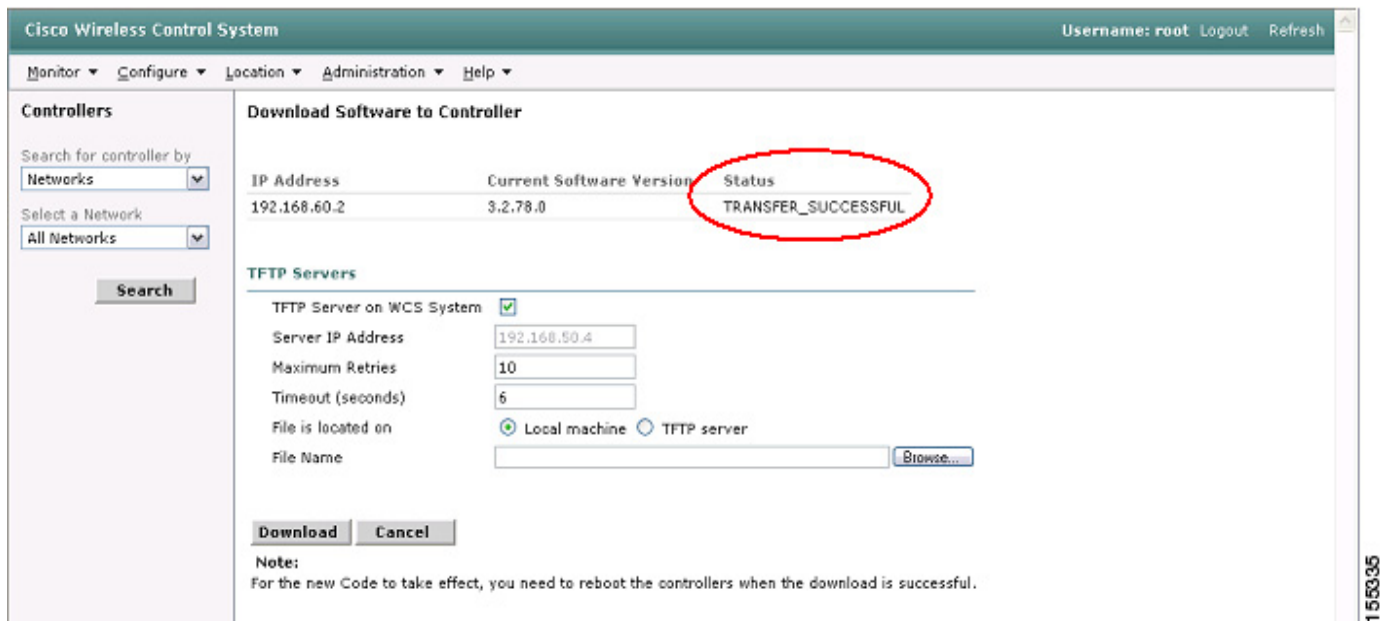 Cisco Wireless Control System Username: root Logout Refresh
Monitor Configure Location Administration Help
Controllers
Search for controller by
Networks
Select a Network
All Networks
Search
Download Software to Controller
IP Address Current Software Version Status
192.168.60.2 3.2.78.0 TRANSFER_SUCCESSFUL
TFTP Servers
TFTP Server on WCS System
Server IP Address 192.168.50.4
Maximum Retries 10
Timeout (seconds) 6
File is located on Local machine TFTP server
File Name Browse...
Download Cancel
Note:
For the new Code to take effect, you need to reboot the controllers when the download is successful.
155335